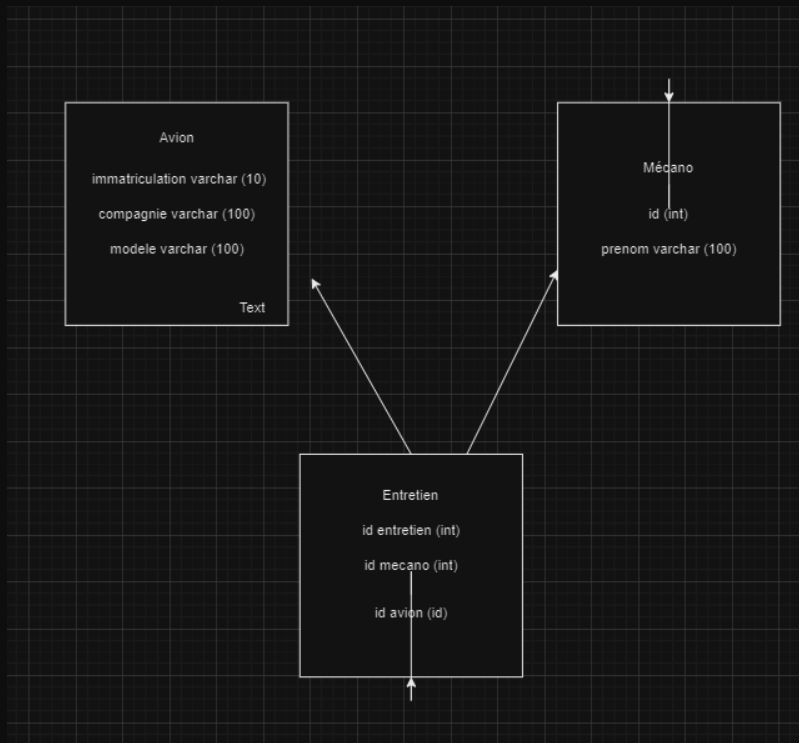 Avion
immatriculation varchar (10)
compagnie varchar (100)
modele varchar (100)
Text
Mécano
id (int)
prenom varchar (100)
Entretien
id entretien (int)
id mecano (int)
id avion (id)